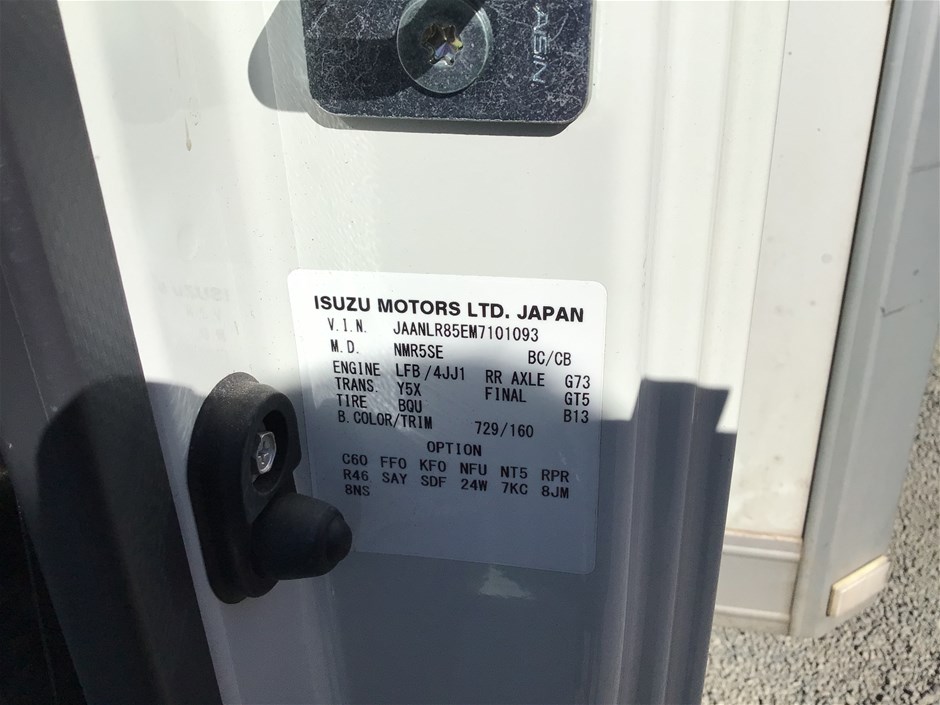 AISIN
ISUZU MOTORS LTD. JAPAN
V.I.N. JAANLR85EM7101093
M.D. NMR5SE BC/CB
ENGINE LFB/4JJ1 RR AXLE G73
TRANS. Y5X FINAL GT5
TIRE BQU B13
B.COLOR/TRIM 729/160
OPTION
C60 FF0 KF0 NFU NT5 RPR
R46 SAY SDF 24W 7KC 8JM
8NS